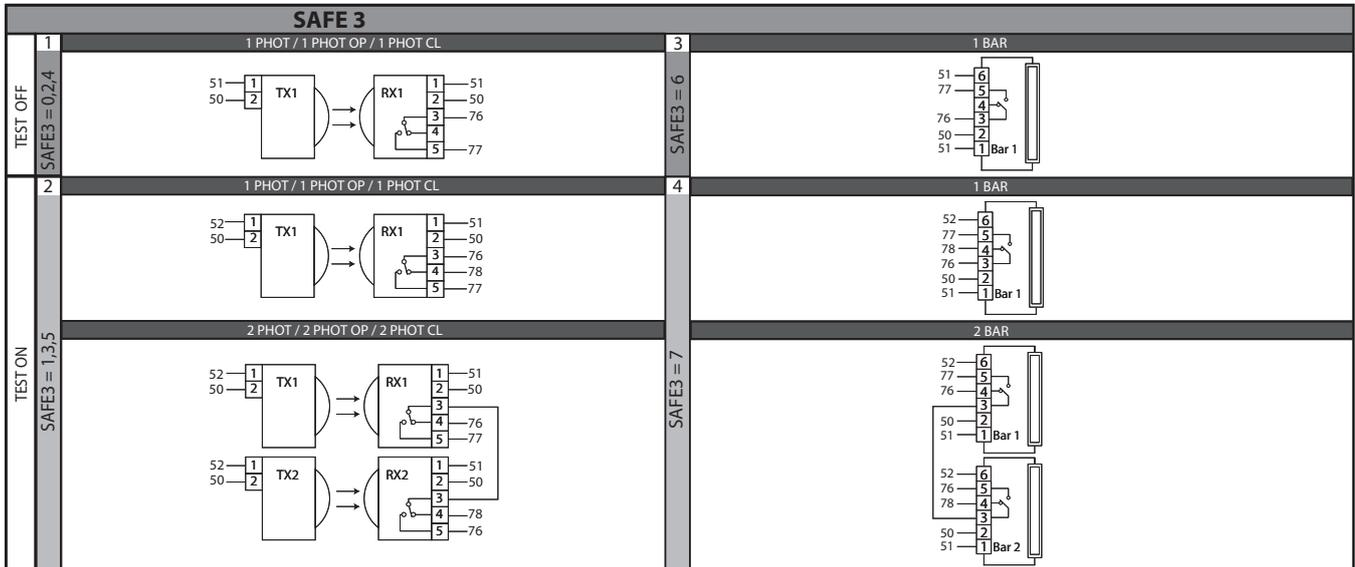 SAFE 3
TEST OFF
1
SAFE3 = 0,2,4
1 PHOT / 1 PHOT OP / 1 PHOT CL
51 1 TX1 RX1 1 51
50 2 2 50
3 76
4
5 77
3
SAFE3 = 6
1 BAR
51 6
77 5
4
76 3
50 2
51 1 Bar 1
TEST ON
2
SAFE3 = 1,3,5
1 PHOT / 1 PHOT OP / 1 PHOT CL
52 1 TX1 RX1 1 51
50 2 2 50
3 76
4 78
5 77
2 PHOT / 2 PHOT OP / 2 PHOT CL
52 1 TX1 RX1 1 51
50 2 2 50
3
4 76
5 77
52 1 TX2 RX2 1 51
50 2 2 50
3
4 78
5 76
4
SAFE3 = 7
1 BAR
52 6
77 5
78 4
76 3
50 2
51 1 Bar 1
2 BAR
52 6
77 5
76 4
3
50 2
51 1 Bar 1
52 6
76 5
78 4
3
50 2
51 1 Bar 2